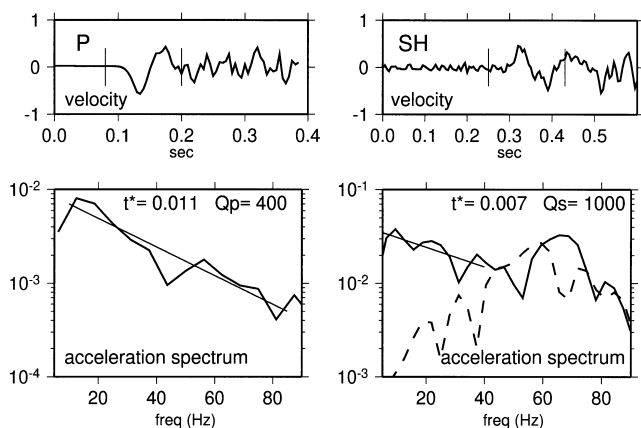 1
0
-1
P
velocity
0.0 0.1 0.2 0.3 0.4
sec
1
0
-1
SH
velocity
0.0 0.1 0.2 0.3 0.4 0.5
sec
10-2
10-3
10-4
t*= 0.011 Qp= 400
acceleration spectrum
20 40 60 80
freq (Hz)
10-1
10-2
10-3
t*= 0.007 Qs= 1000
acceleration spectrum
20 40 60 80
freq (Hz)